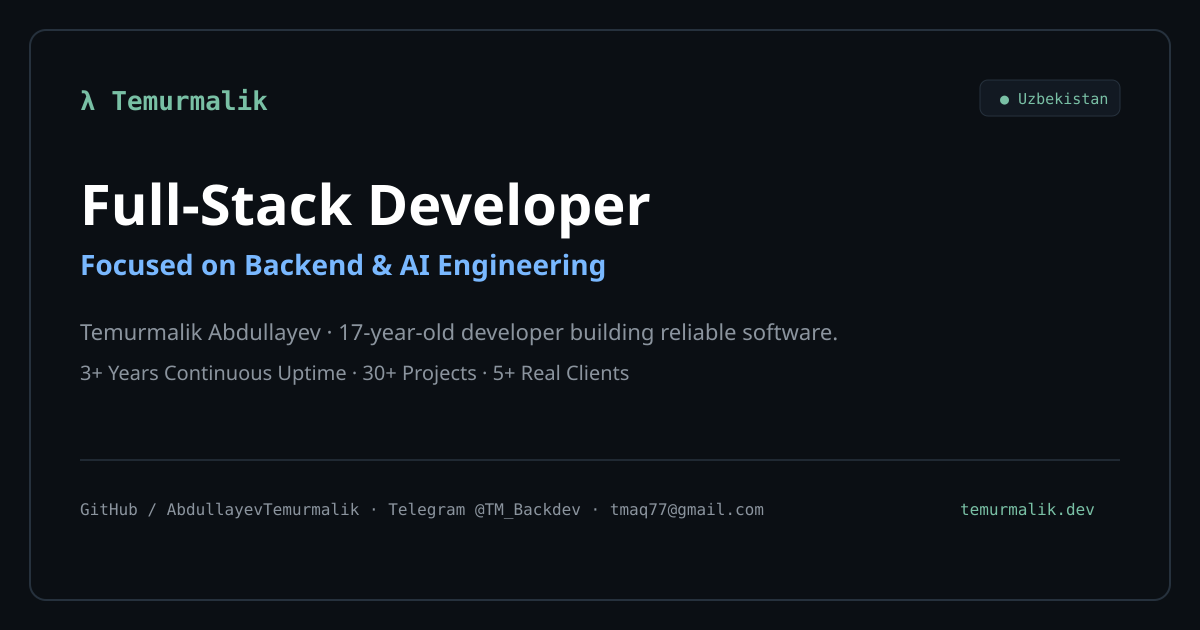 λ Temurmalik
● Uzbekistan
Full-Stack Developer
Focused on Backend & AI Engineering
Temurmalik Abdullayev · 17-year-old developer building reliable software.
3+ Years Continuous Uptime · 30+ Projects · 5+ Real Clients
GitHub / AbdullayevTemurmalik · Telegram @TM_Backdev · tmaq77@gmail.com
temurmalik.dev